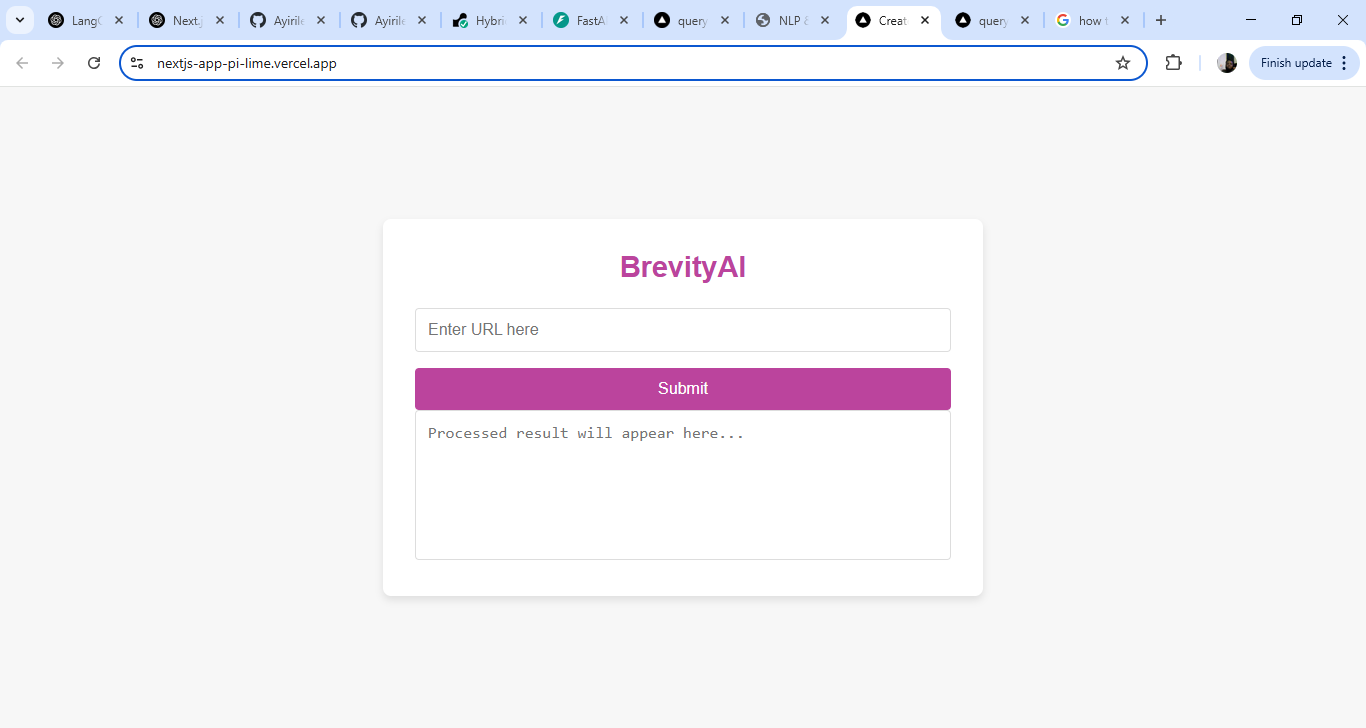 LangC
Next.j
Ayirile
Ayirile
Hybri
FastA
query
NLP &
Creat
query
how t
nextjs-app-pi-lime.vercel.app
Finish update
BrevityAI
Enter URL here
Submit
Processed result will appear here...